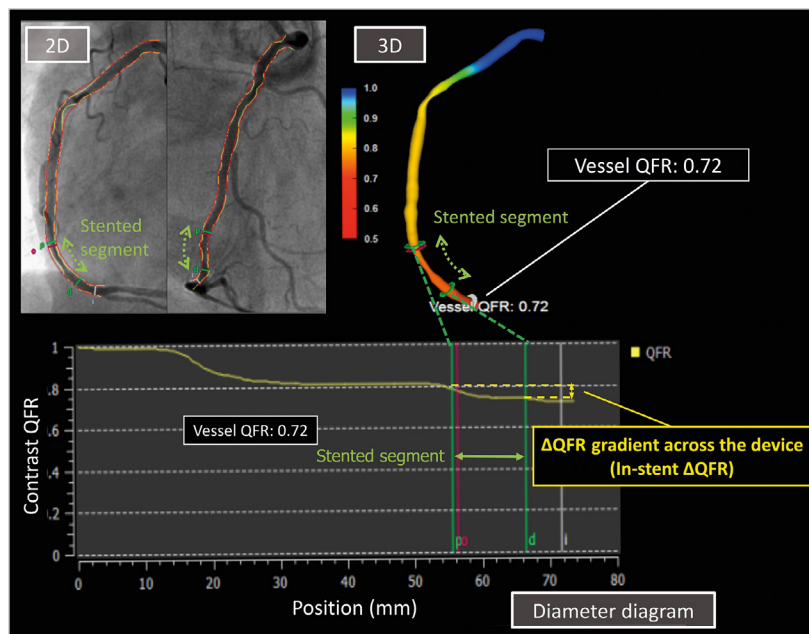 2D
3D
1.0
0.9
0.8
0.7
0.6
0.5
Vessel QFR: 0.72
Stented
segment
Stented segment
p
o
d
i
p
d
Vessel QFR: 0.72
1
.8
.6
.4
.2
0
Contrast QFR
QFR
Vessel QFR: 0.72
Stented segment
ΔQFR gradient across the device
(In-stent ΔQFR)
po
d
i
0 10 20 30 40 50 60 70 80
Position (mm)
Diameter diagram